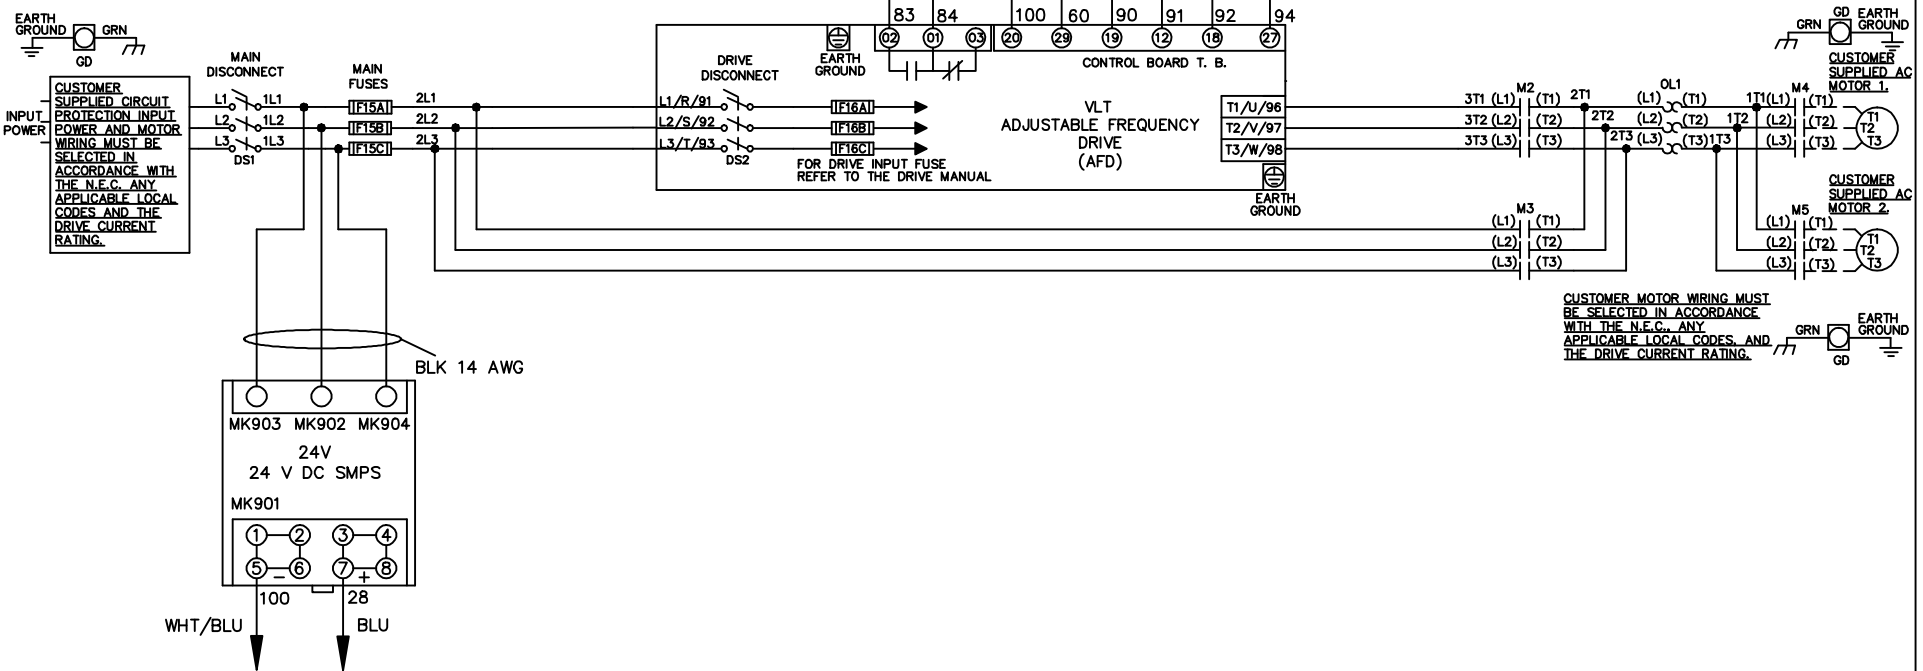 EARTH
GROUND
GRN
GD
INPUT
POWER
CUSTOMER
SUPPLIED CIRCUIT
PROTECTION INPUT
POWER AND MOTOR
WIRING MUST BE
SELECTED IN
ACCORDANCE WITH
THE N.E.C. ANY
APPLICABLE LOCAL
CODES AND THE
DRIVE CURRENT
RATING.
MAIN
DISCONNECT
L1 1L1
L2 1L2
L3 1L3
DS1
MAIN
FUSES
F15A
F15B
F15C
2L1
2L2
2L3
DRIVE
DISCONNECT
L1/R/91
L2/S/92
L3/T/93
DS2
EARTH
GROUND
F16A
F16B
F16C
FOR DRIVE INPUT FUSE
REFER TO THE DRIVE MANUAL
83 84 100 60 90 91 92 94
02 01 03 20 29 19 12 18 27
CONTROL BOARD T. B.
VLT
ADJUSTABLE FREQUENCY
DRIVE
(AFD)
T1/U/96
T2/V/97
T3/W/98
EARTH
GROUND
M2
3T1 (L1) (T1) 2T1
3T2 (L2) (T2) 2T2
3T3 (L3) (T3) 2T3
OL1
(L1) (T1) 1T1
(L2) (T2) 1T2
(L3) (T3) 1T3
M4
(L1) (T1)
(L2) (T2)
(L3) (T3)
T1
T2
T3
GD
GRN
EARTH
GROUND
CUSTOMER
SUPPLIED AC
MOTOR 1.
M3
(L1) (T1)
(L2) (T2)
(L3) (T3)
CUSTOMER
SUPPLIED AC
MOTOR 2.
M5
(L1) (T1)
(L2) (T2)
(L3) (T3)
T1
T2
T3
CUSTOMER MOTOR WIRING MUST
BE SELECTED IN ACCORDANCE
WITH THE N.E.C., ANY
APPLICABLE LOCAL CODES, AND
THE DRIVE CURRENT RATING.
GRN
GD
EARTH
GROUND
BLK 14 AWG
MK903 MK902 MK904
24V
24 V DC SMPS
MK901
1 2 3 4
5 6 7 8
- +
100 28
WHT/BLU BLU